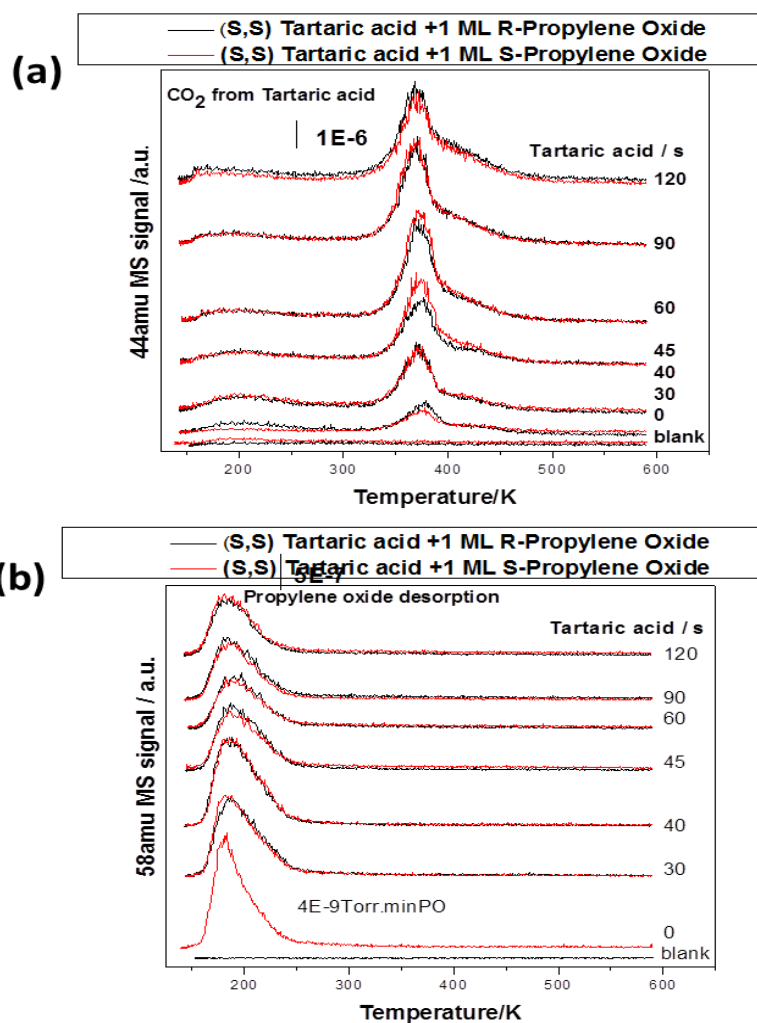 (S,S) Tartaric acid +1 ML R-Propylene Oxide
(S,S) Tartaric acid +1 ML S-Propylene Oxide
(a)
CO2 from Tartaric acid
1E-6
Tartaric acid / s
120
90
60
45
40
30
0
blank
44amu MS signal /a.u.
200 300 400 500 600
Temperature/K
(S,S) Tartaric acid +1 ML R-Propylene Oxide
(S,S) Tartaric acid +1 ML S-Propylene Oxide
(b)
5E-7
Propylene oxide desorption
Tartaric acid / s
120
90
60
45
40
30
4E-9Torr.minPO
0
blank
58amu MS signal / a.u.
200 300 400 500 600
Temperature/K